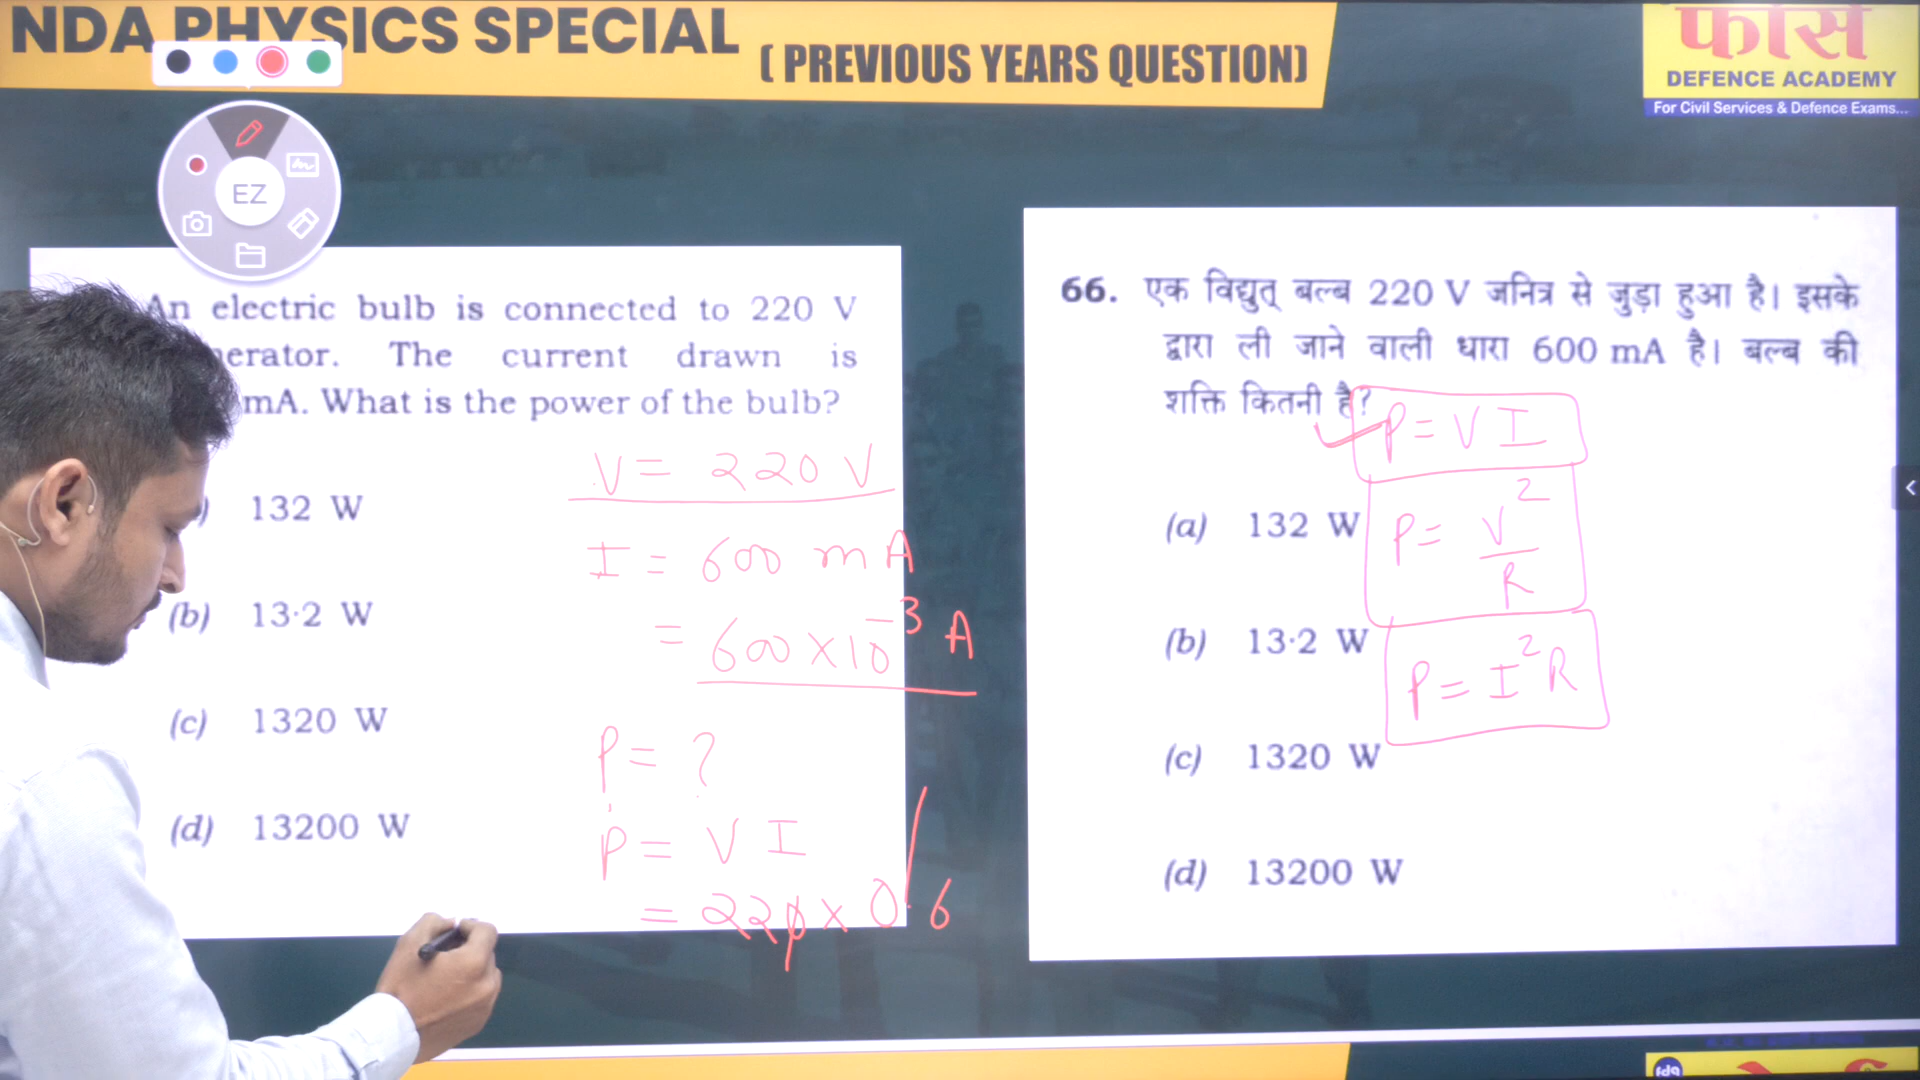 NDA PHYSICS SPECIAL
( PREVIOUS YEARS QUESTION)
फोर्स
DEFENCE ACADEMY
For Civil Services & Defence Exams...
EZ
An electric bulb is connected to 220 V
nerator. The current drawn is
mA. What is the power of the bulb?
132 W
(b) 13·2 W
(c) 1320 W
(d) 13200 W
V = 220 V
I = 600 mA
= 600 × 10⁻³ A
P = ?
P = V I
= 220 × 0.6
66. एक विद्युत् बल्ब 220 V जनित्र से जुड़ा हुआ है। इसके
द्वारा ली जाने वाली धारा 600 mA है। बल्ब की
शक्ति कितनी है?
(a) 132 W
(b) 13·2 W
(c) 1320 W
(d) 13200 W
P = V I
P = V²/R
P = I²R
fda